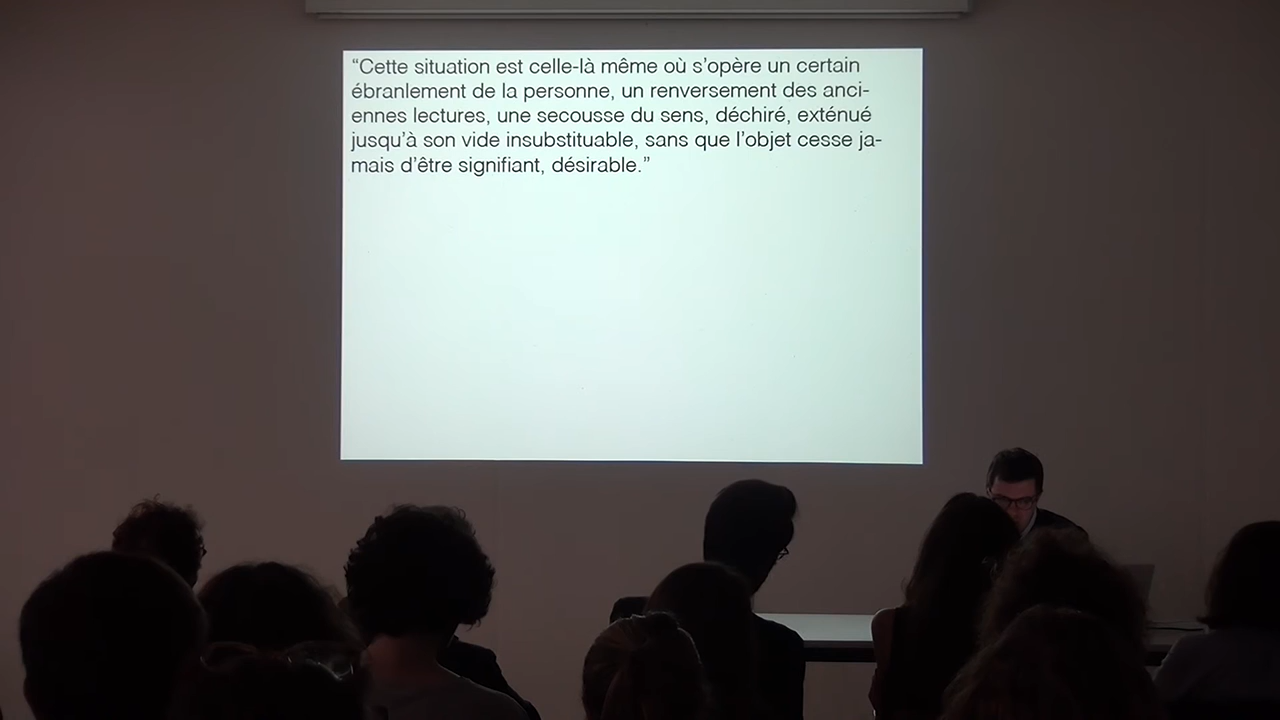 “Cette situation est celle-là même où s’opère un certain
ébranlement de la personne, un renversement des anci-
ennes lectures, une secousse du sens, déchiré, exténué
jusqu’à son vide insubstituable, sans que l’objet cesse ja-
mais d’être signifiant, désirable.”